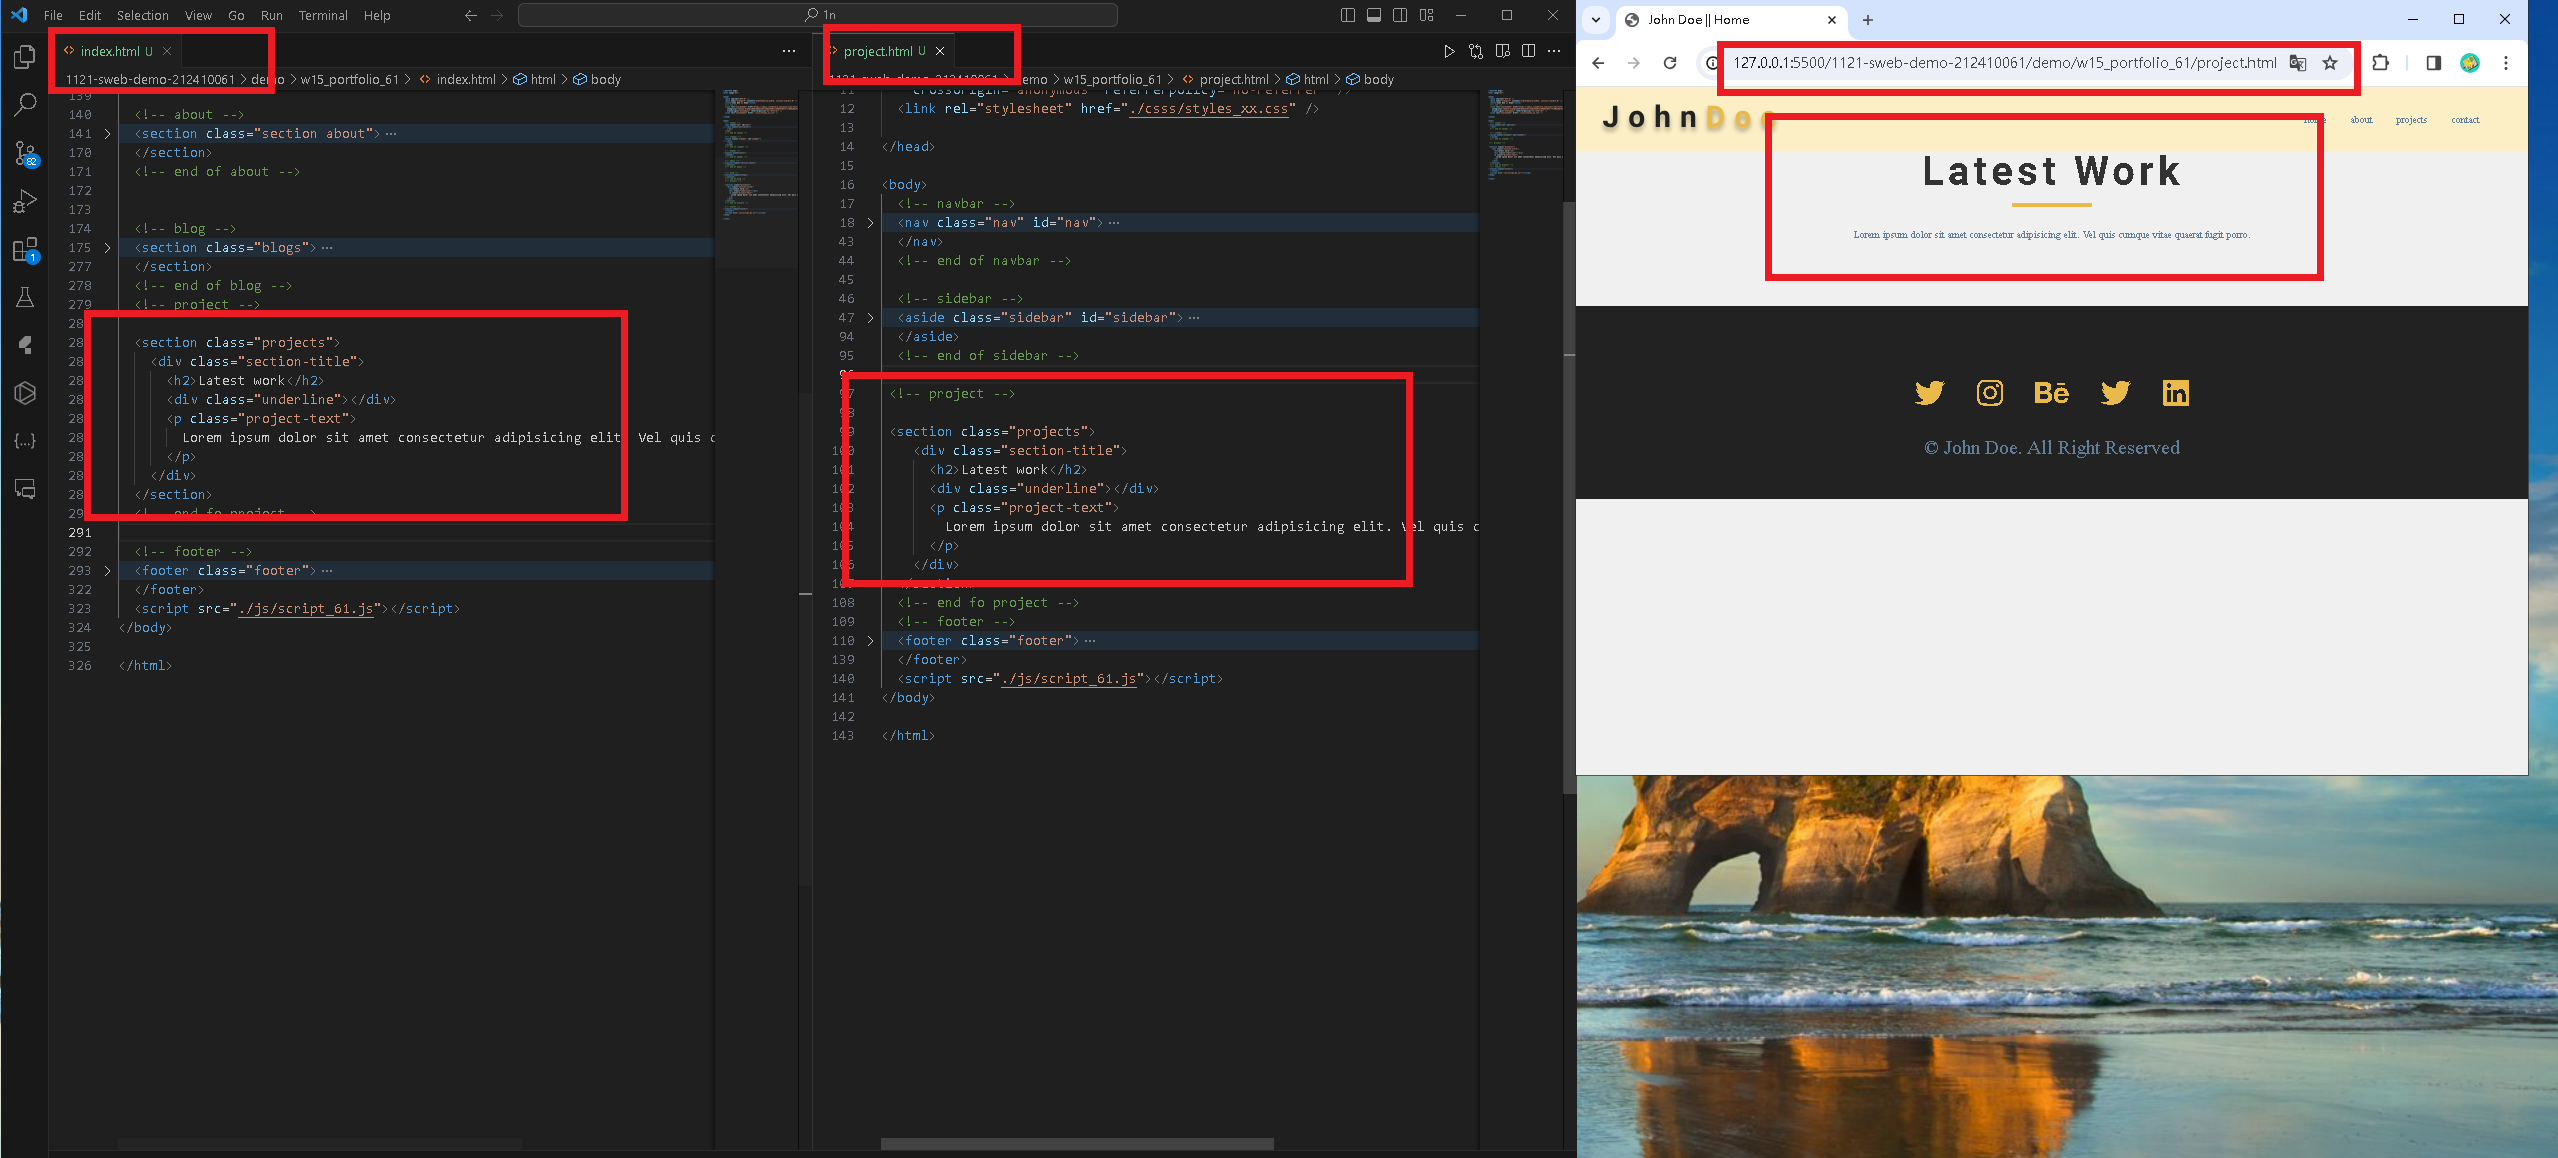 File Edit Selection View Go Run Terminal Help
1n
index.html U
1121-sweb-demo-212410061 > demo > w15_portfolio_61 > index.html > html > body
139
140 <!-- about -->
141 <section class="section about"> ···
170 </section>
171 <!-- end of about -->
172
173
174 <!-- blog -->
175 <section class="blogs"> ···
277 </section>
278 <!-- end of blog -->
279 <!-- project -->
28
28 <section class="projects">
28 <div class="section-title">
28 <h2>Latest work</h2>
28 <div class="underline"></div>
28 <p class="project-text">
28 Lorem ipsum dolor sit amet consectetur adipisicing elit. Vel quis c
28 </p>
28 </div>
28 </section>
29 <!-- end fo project -->
291
292 <!-- footer -->
293 <footer class="footer"> ···
322 </footer>
323 <script src="./js/script_61.js"></script>
324 </body>
325
326 </html>
82
1
project.html U
1121-sweb-demo-212410061 > demo > w15_portfolio_61 > project.html > html > body
11 crossorigin="anonymous" referrerpolicy="no-referrer" />
12 <link rel="stylesheet" href="./csss/styles_xx.css" />
13
14 </head>
15
16 <body>
17 <!-- navbar -->
18 <nav class="nav" id="nav"> ···
43 </nav>
44 <!-- end of navbar -->
45
46 <!-- sidebar -->
47 <aside class="sidebar" id="sidebar"> ···
94 </aside>
95 <!-- end of sidebar -->
96
97 <!-- project -->
98
99 <section class="projects">
100 <div class="section-title">
101 <h2>Latest work</h2>
102 <div class="underline"></div>
103 <p class="project-text">
104 Lorem ipsum dolor sit amet consectetur adipisicing elit. Vel quis c
105 </p>
106 </div>
107 </section>
108 <!-- end fo project -->
109 <!-- footer -->
110 <footer class="footer"> ···
139 </footer>
140 <script src="./js/script_61.js"></script>
141 </body>
142
143 </html>
John Doe || Home
127.0.0.1:5500/1121-sweb-demo-212410061/demo/w15_portfolio_61/project.html
JohnDoe
home about projects contact
Latest Work
Lorem ipsum dolor sit amet consectetur adipisicing elit. Vel quis cumque vitae quaerat fugit porro.
Bē
in
© John Doe. All Right Reserved